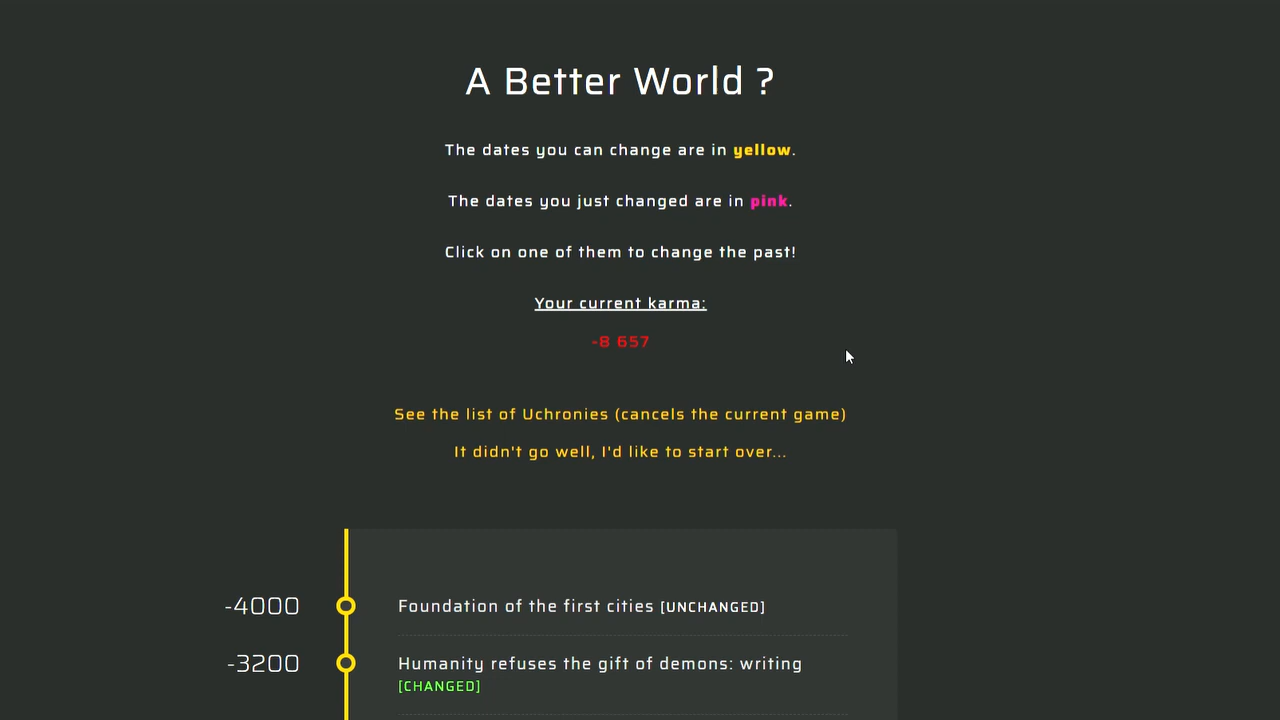 A Better World ?
The dates you can change are in yellow.
The dates you just changed are in pink.
Click on one of them to change the past!
Your current karma:
-8 657
See the list of Uchronies (cancels the current game)
It didn't go well, I'd like to start over...
-4000 Foundation of the first cities [UNCHANGED]
-3200 Humanity refuses the gift of demons: writing
[CHANGED]